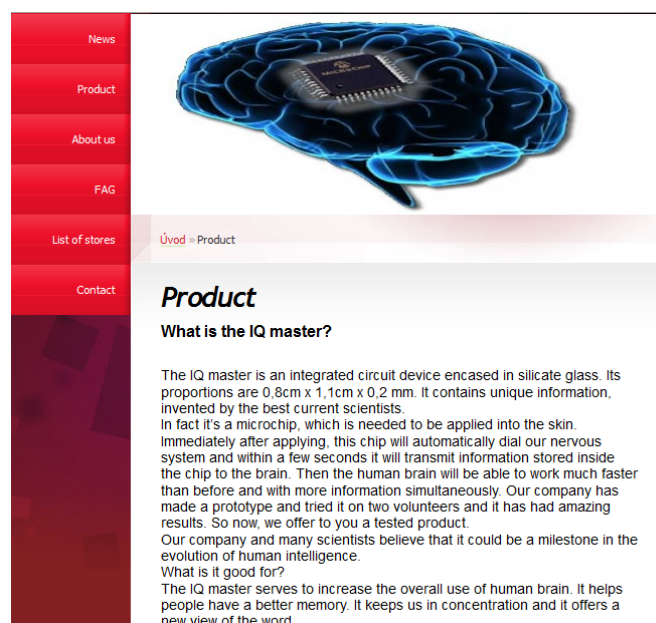 MICROCHIP
News
Product
About us
FAG
List of stores
Contact
Úvod » Product
Product
What is the IQ master?
The IQ master is an integrated circuit device encased in silicate glass. Its
proportions are 0,8cm x 1,1cm x 0,2 mm. It contains unique information,
invented by the best current scientists.
In fact it's a microchip, which is needed to be applied into the skin.
Immediately after applying, this chip will automatically dial our nervous
system and within a few seconds it will transmit information stored inside
the chip to the brain. Then the human brain will be able to work much faster
than before and with more information simultaneously. Our company has
made a prototype and tried it on two volunteers and it has had amazing
results. So now, we offer to you a tested product.
Our company and many scientists believe that it could be a milestone in the
evolution of human intelligence.
What is it good for?
The IQ master serves to increase the overall use of human brain. It helps
people have a better memory. It keeps us in concentration and it offers a
new view of the word.